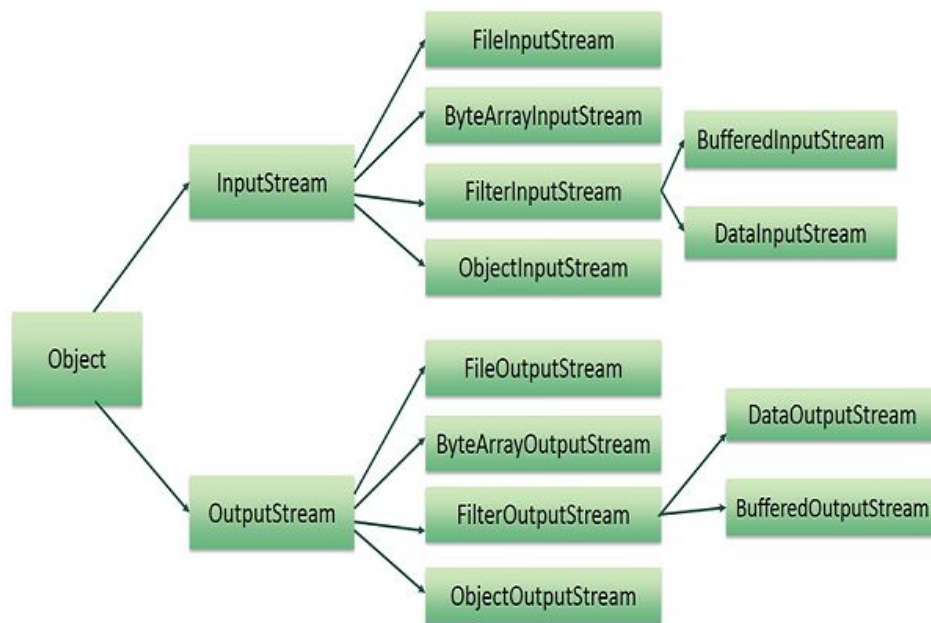 Object
InputStream
FileInputStream
ByteArrayInputStream
FilterInputStream
ObjectInputStream
BufferedInputStream
DataInputStream
OutputStream
FileOutputStream
ByteArrayOutputStream
FilterOutputStream
ObjectOutputStream
DataOutputStream
BufferedOutputStream